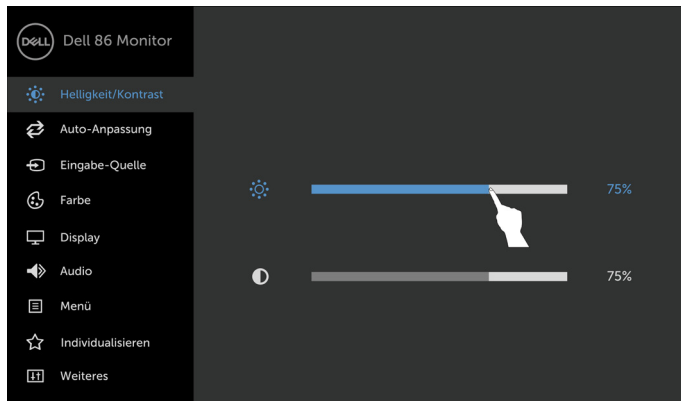 DELL
Dell 86 Monitor
Helligkeit/Kontrast
Auto-Anpassung
Eingabe-Quelle
Farbe
Display
Audio
Menü
Individualisieren
Weiteres
75%
75%